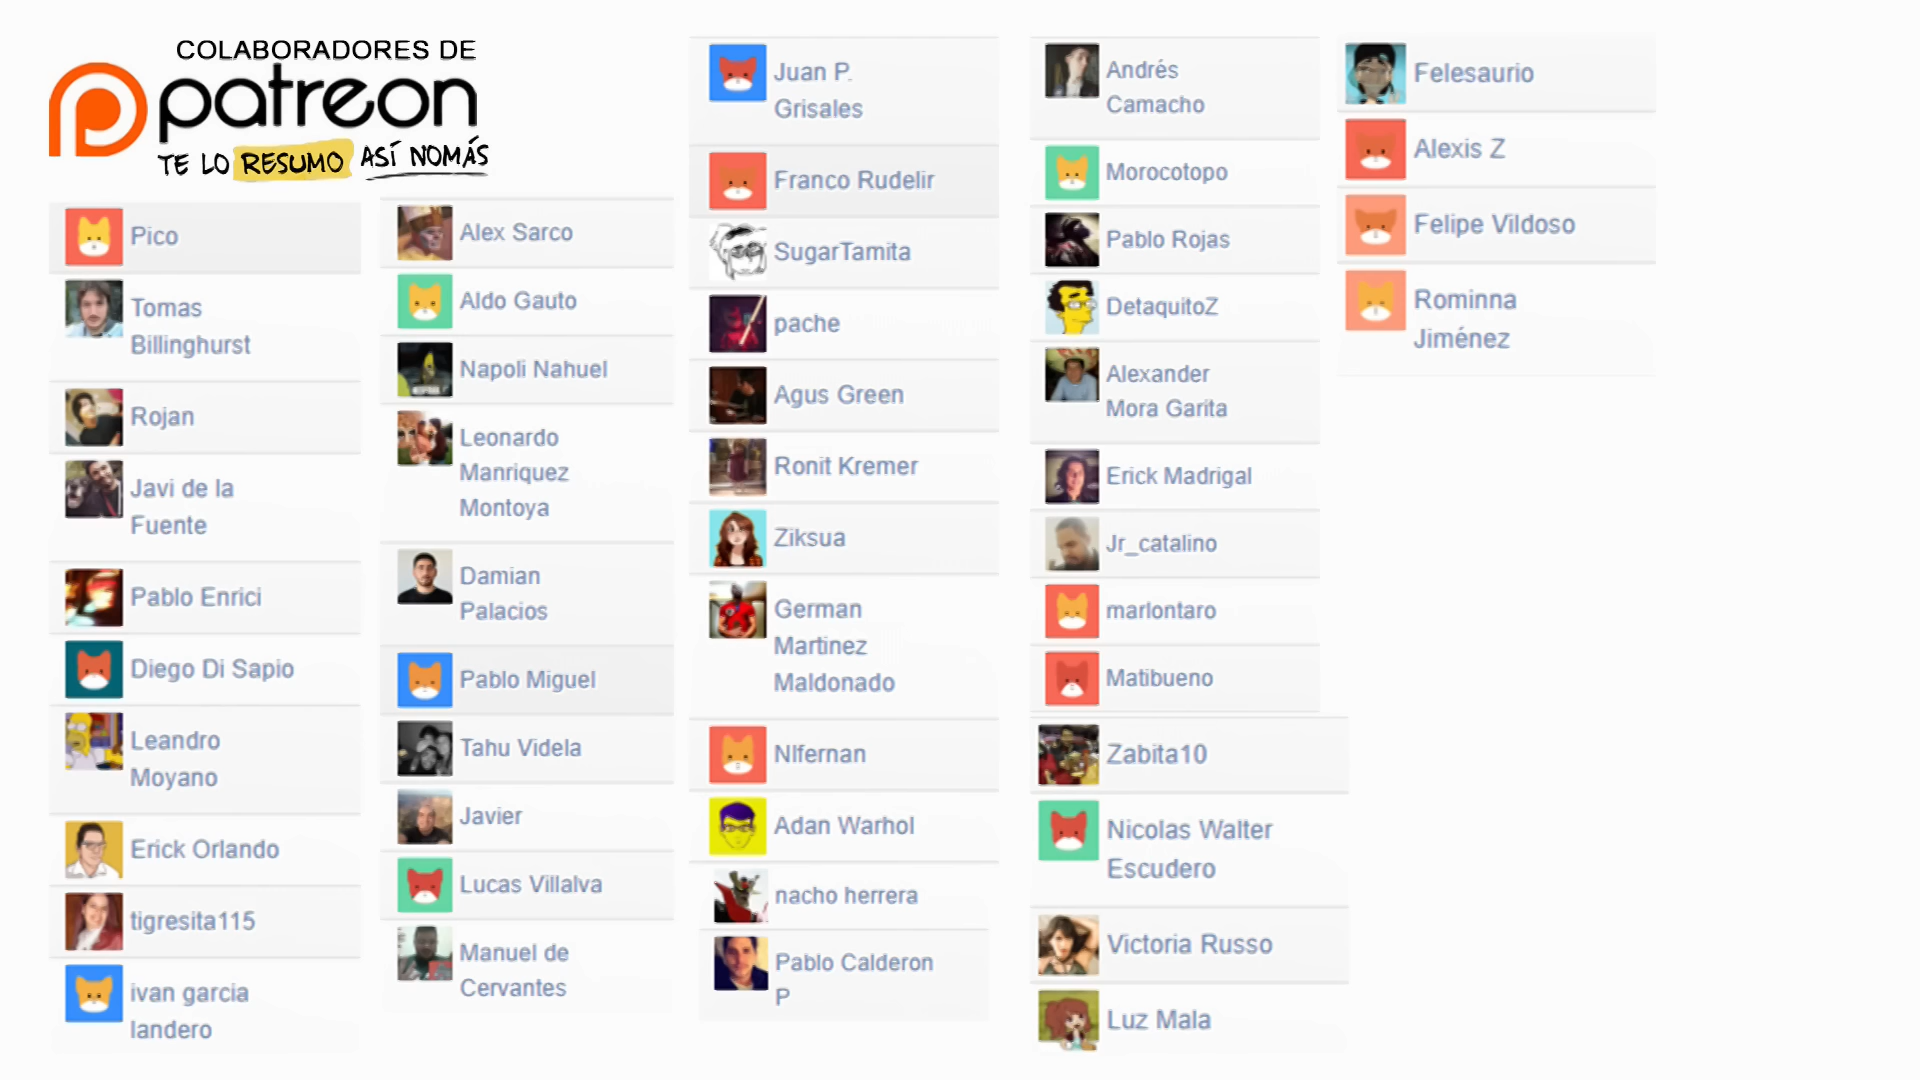 COLABORADORES DE
patreon
TE LO RESUMO ASÍ NOMÁS
Pico
Tomas
Billinghurst
Rojan
Javi de la
Fuente
Pablo Enrici
Diego Di Sapio
Leandro
Moyano
Erick Orlando
tigresita115
ivan garcia
landero
Alex Sarco
Aldo Gauto
Napoli Nahuel
Leonardo
Manriquez
Montoya
Damian
Palacios
Pablo Miguel
Tahu Videla
Javier
Lucas Villalva
Manuel de
Cervantes
Juan P.
Grisales
Franco Rudelir
SugarTamita
pache
Agus Green
Ronit Kremer
Ziksua
German
Martinez
Maldonado
Nlfernan
Adan Warhol
nacho herrera
Pablo Calderon
P
Andrés
Camacho
Morocotopo
Pablo Rojas
DetaquitoZ
Alexander
Mora Garita
Erick Madrigal
Jr_catalino
marlontaro
Matibueno
Zabita10
Nicolas Walter
Escudero
Victoria Russo
Luz Mala
Felesaurio
Alexis Z
Felipe Vildoso
Rominna
Jiménez